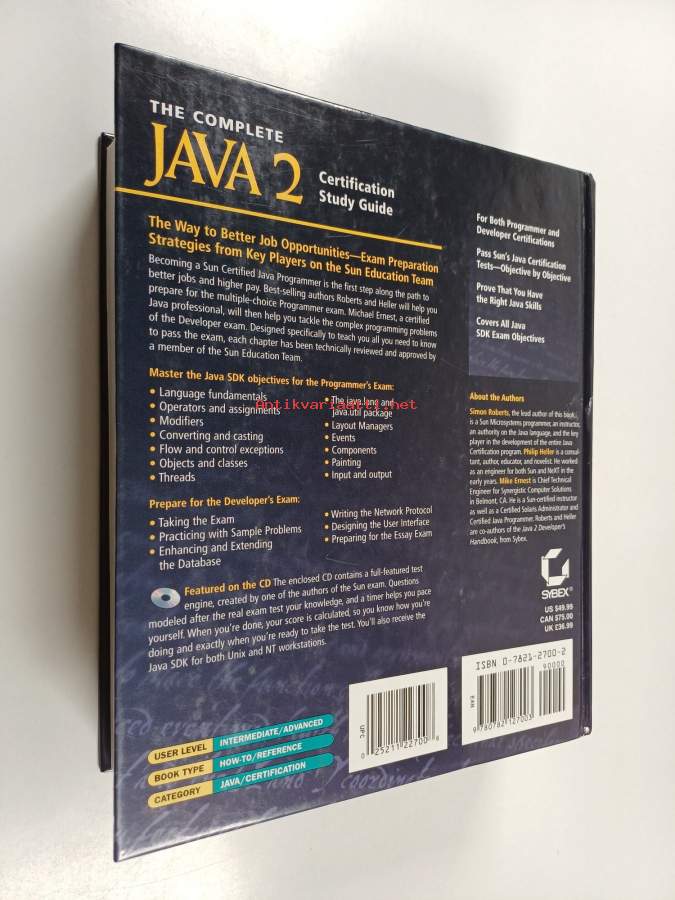 THE COMPLETE
JAVA 2
Certification
Study Guide
The Way to Better Job Opportunities—Exam Preparation
Strategies from Key Players on the Sun Education Team
Becoming a Sun Certified Java Programmer is the first step along the path to
better jobs and higher pay. Best-selling authors Roberts and Heller will help you
prepare for the multiple-choice Programmer exam. Michael Ernest, a certified
Java professional, will then help you tackle the complex programming problems
of the Developer exam. Designed specifically to teach you all you need to know
to pass the exam, each chapter has been technically reviewed and approved by
a member of the Sun Education Team.
Master the Java SDK objectives for the Programmer's Exam:
• Language fundamentals
• Operators and assignments
• Modifiers
• Converting and casting
• Flow and control exceptions
• Objects and classes
• Threads
• The java.lang and
java.util package
• Layout Managers
• Events
• Components
• Painting
• Input and output
Antikvariaatti.net
Prepare for the Developer's Exam:
• Taking the Exam
• Practicing with Sample Problems
• Enhancing and Extending
the Database
• Writing the Network Protocol
• Designing the User Interface
• Preparing for the Essay Exam
Featured on the CD The enclosed CD contains a full-featured test
engine, created by one of the authors of the Sun exam. Questions
modeled after the real exam test your knowledge, and a timer helps you pace
yourself. When you're done, your score is calculated, so you know how you're
doing and exactly when you're ready to take the test. You'll also receive the
Java SDK for both Unix and NT workstations.
USER LEVEL INTERMEDIATE/ADVANCED
BOOK TYPE HOW-TO/REFERENCE
CATEGORY JAVA/CERTIFICATION
For Both Programmer and
Developer Certifications
Pass Sun's Java Certification
Tests—Objective by Objective
Prove That You Have
the Right Java Skills
Covers All Java
SDK Exam Objectives
About the Authors
Simon Roberts, the lead author of this book,
is a Sun Microsystems programmer, an instructor,
an authority on the Java language, and the key
player in the development of the entire Java
Certification program. Philip Heller is a consul-
tant, author, educator, and novelist. He worked
as an engineer for both Sun and NeXT in the
early years. Mike Ernest is Chief Technical
Engineer for Synergistic Computer Solutions
in Belmont, CA. He is a Sun-certified instructor
as well as a Certified Solaris Administrator and
Certified Java Programmer. Roberts and Heller
are co-authors of the Java 2 Developer's
Handbook, from Sybex.
SYBEX®
US $49.99
CAN $75.00
UK £36.99
ISBN 0-7821-2700-2
90000
EAN
9 780782 127003
UPC
0 25211 22700 8